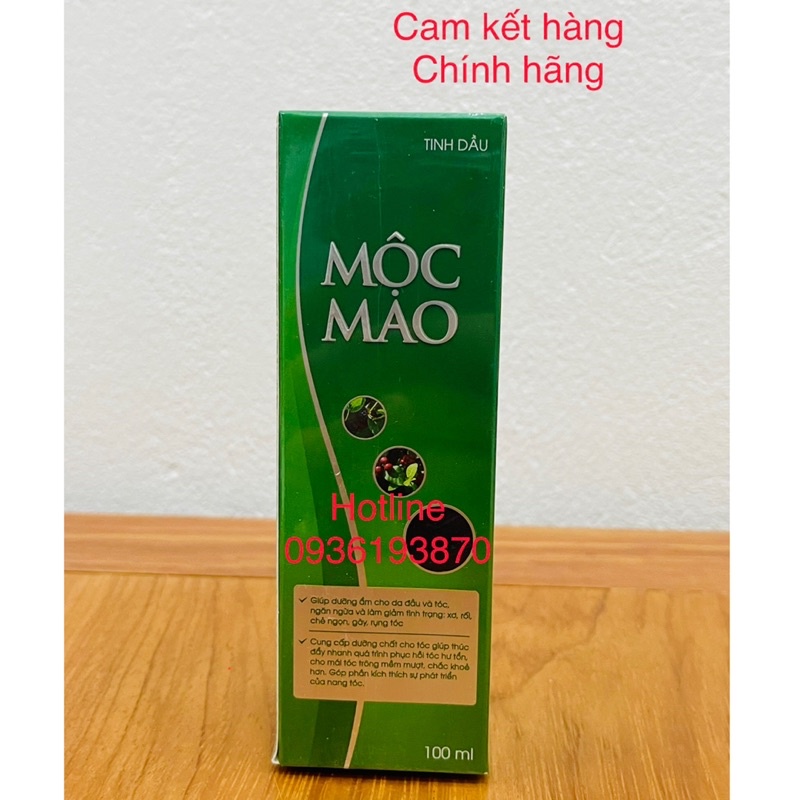 Cam kết hàng
Chính hãng
TINH DẦU
MỘC
MAO
Hotline
0936193870
✓ Giúp dưỡng ẩm cho da đầu và tóc,
ngăn ngừa và làm giảm tình trạng: xơ, rối,
chẻ ngọn, gãy, rụng tóc
✓ Cung cấp dưỡng chất cho tóc giúp thúc
đẩy nhanh quá trình phục hồi tóc hư tổn,
cho mái tóc trông mềm mượt, chắc khoẻ
hơn. Góp phần kích thích sự phát triển
của nang tóc.
100 ml